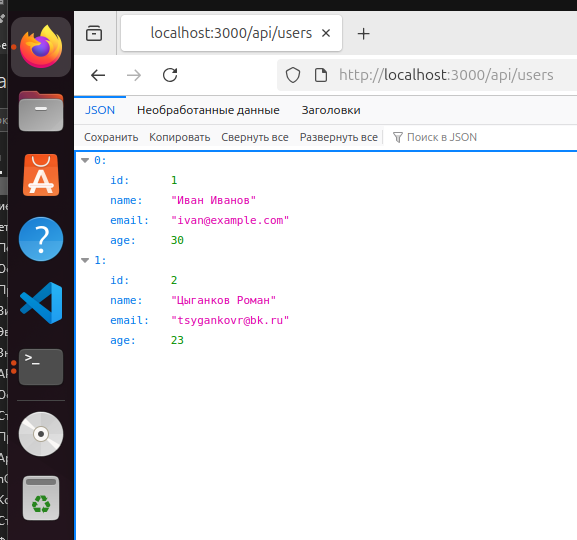 localhost:3000/api/users
http://localhost:3000/api/users
JSON Необработанные данные Заголовки
Сохранить Копировать Свернуть все Развернуть все Поиск в JSON
0:
id: 1
name: "Иван Иванов"
email: "ivan@example.com"
age: 30
1:
id: 2
name: "Цыганков Роман"
email: "tsygankovr@bk.ru"
age: 23